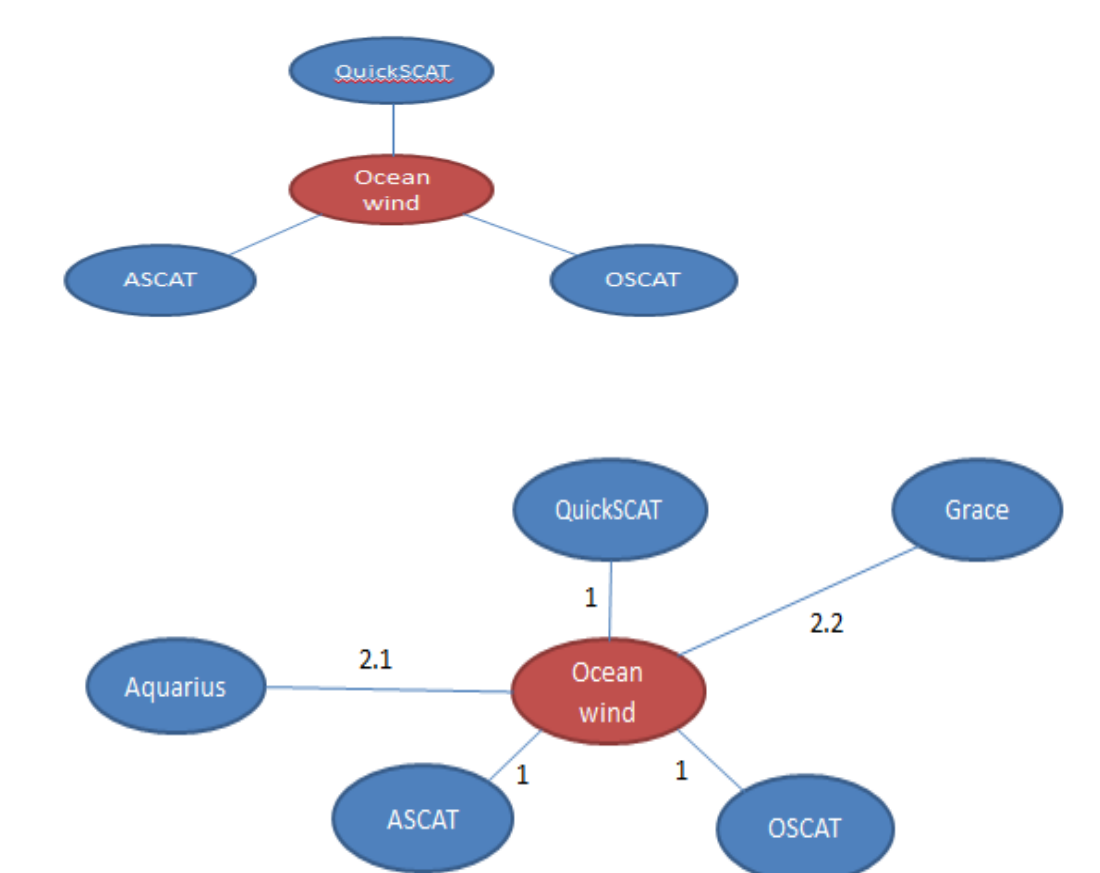 QuickSCAT
Ocean
wind
ASCAT
OSCAT
QuickSCAT
Grace
1
2.2
2.1
Aquarius
Ocean
wind
1
1
ASCAT
OSCAT